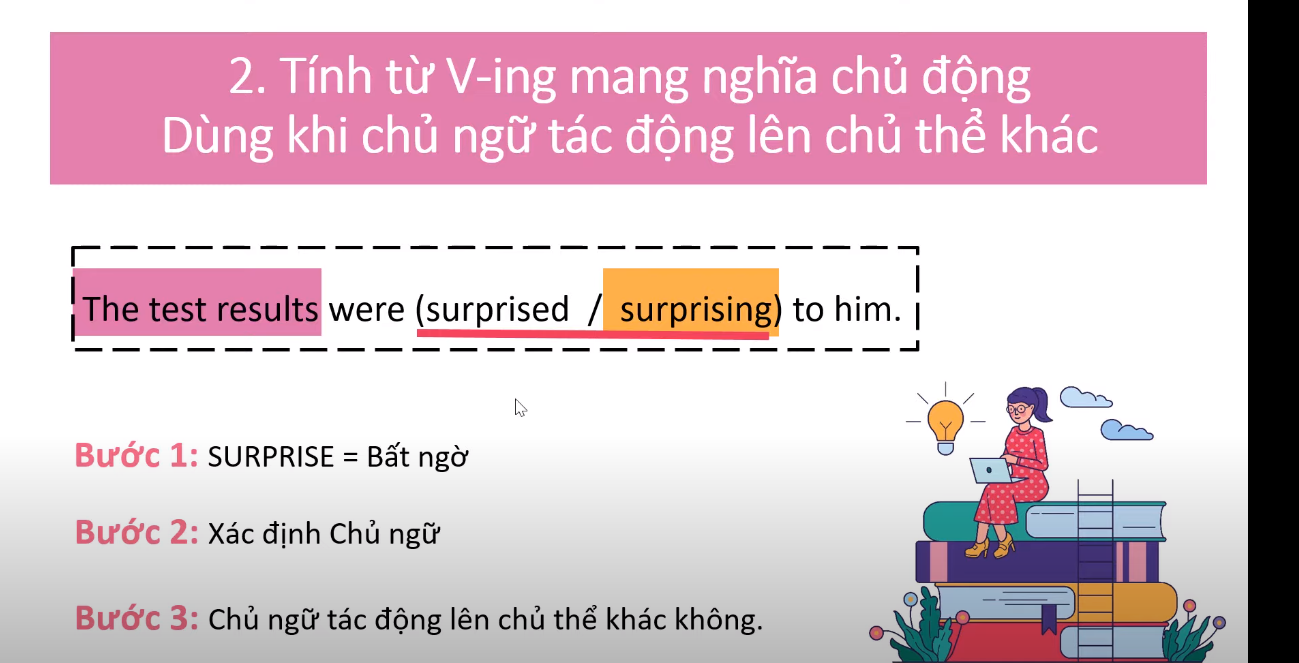 2. Tính từ V-ing mang nghĩa chủ động
Dùng khi chủ ngữ tác động lên chủ thể khác
The test results were (surprised / surprising) to him.
Bước 1: SURPRISE = Bất ngờ
Bước 2: Xác định Chủ ngữ
Bước 3: Chủ ngữ tác động lên chủ thể khác không.